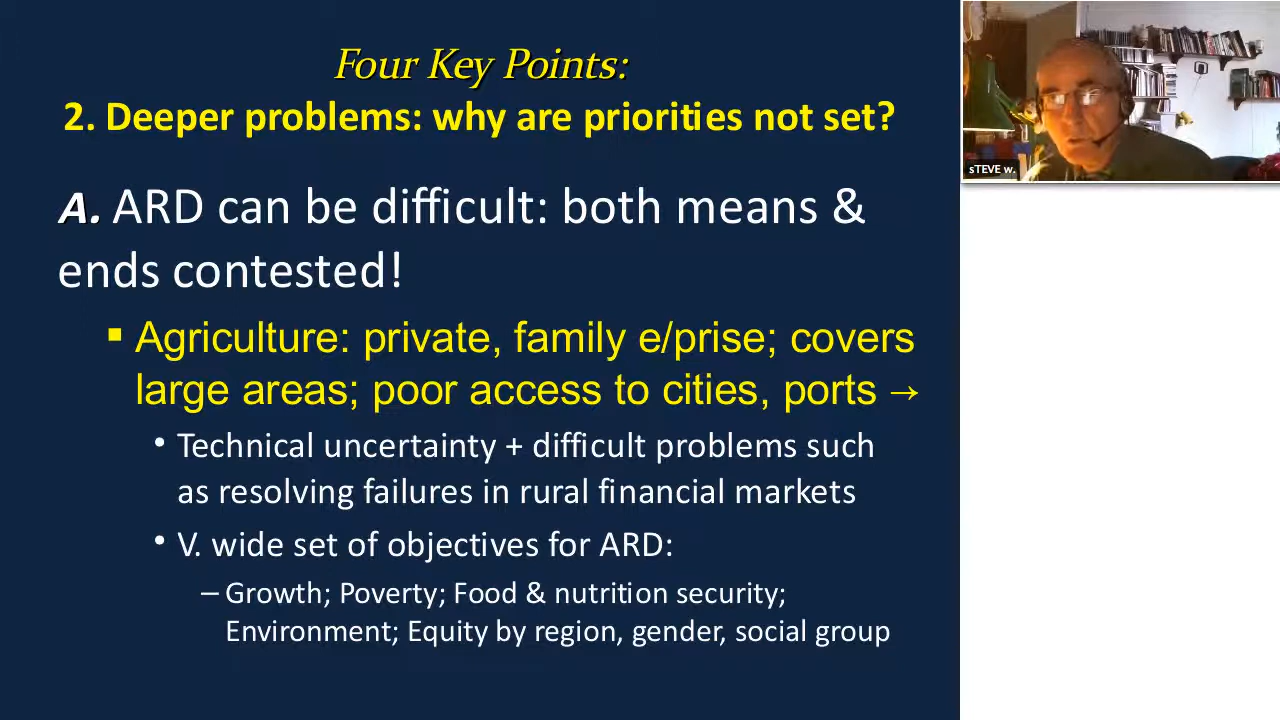 Four Key Points:
2. Deeper problems: why are priorities not set?
A. ARD can be difficult: both means &
ends contested!
▪ Agriculture: private, family e/prise; covers
large areas; poor access to cities, ports →
• Technical uncertainty + difficult problems such
as resolving failures in rural financial markets
• V. wide set of objectives for ARD:
– Growth; Poverty; Food & nutrition security;
Environment; Equity by region, gender, social group
sTEVE w.